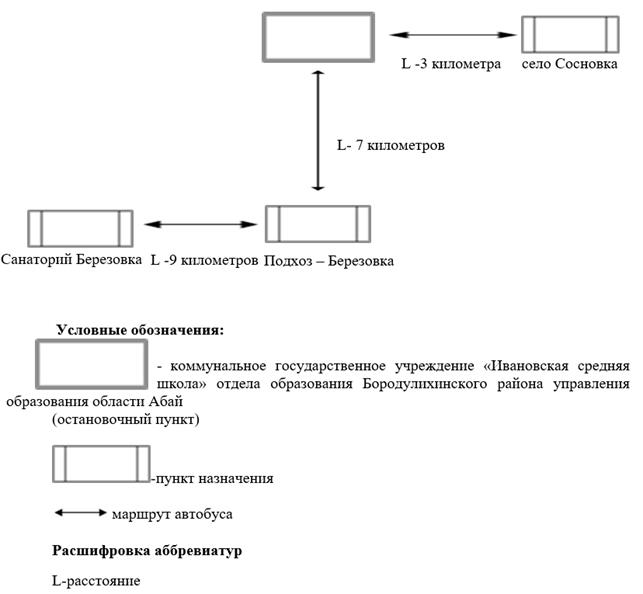 L -3 километра село Сосновка
L- 7 километров
Санаторий Березовка L -9 километров Подхоз – Березовка
Условные обозначения:
- коммунальное государственное учреждение «Ивановская средняя
школа» отдела образования Бородулихинского района управления
образования области Абай
(остановочный пункт)
-пункт назначения
маршрут автобуса
Расшифровка аббревиатур
L-расстояние